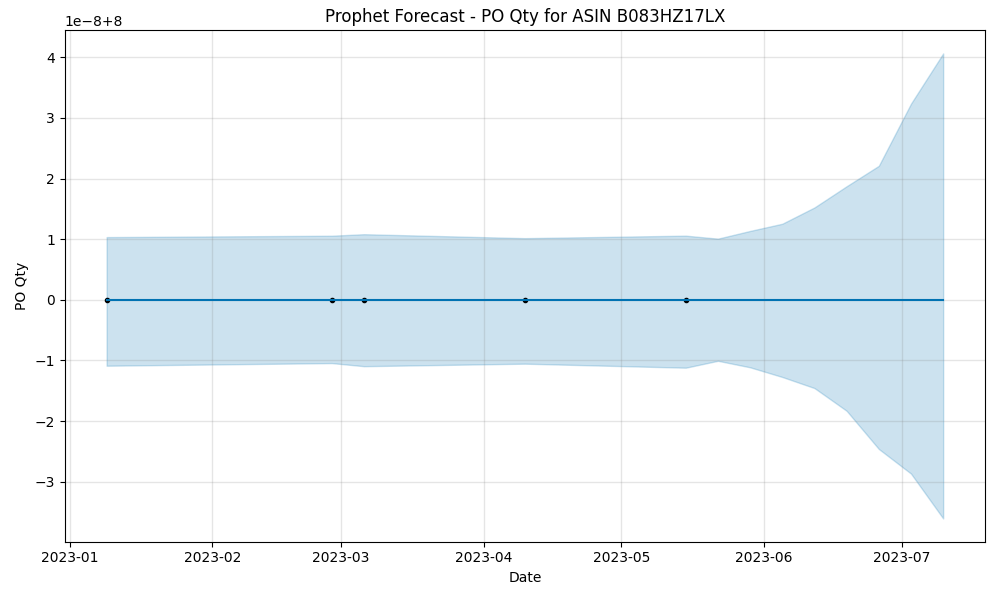 Prophet Forecast - PO Qty for ASIN B083HZ17LX
1e−8+8
4
3
2
1
0
−1
−2
−3
PO Qty
2023-01 2023-02 2023-03 2023-04 2023-05 2023-06 2023-07
Date